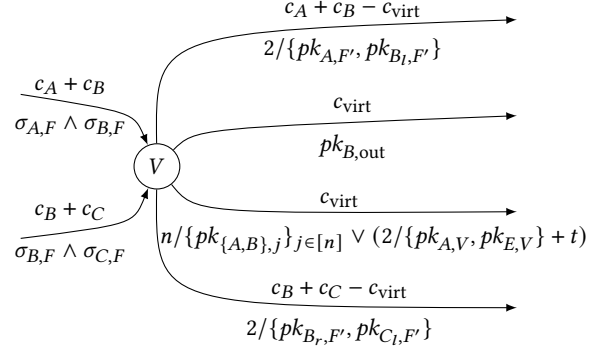 c_A + c_B − c_virt
2/{pk_{A,F′}, pk_{B_l,F′}}
c_A + c_B
σ_{A,F} ∧ σ_{B,F}
c_virt
pk_{B,out}
V
c_virt
c_B + c_C
n/{pk_{{A,B},j}}_{j∈[n]} ∨ (2/{pk_{A,V}, pk_{E,V}} + t)
σ_{B,F} ∧ σ_{C,F}
c_B + c_C − c_virt
2/{pk_{B_r,F′}, pk_{C_l,F′}}